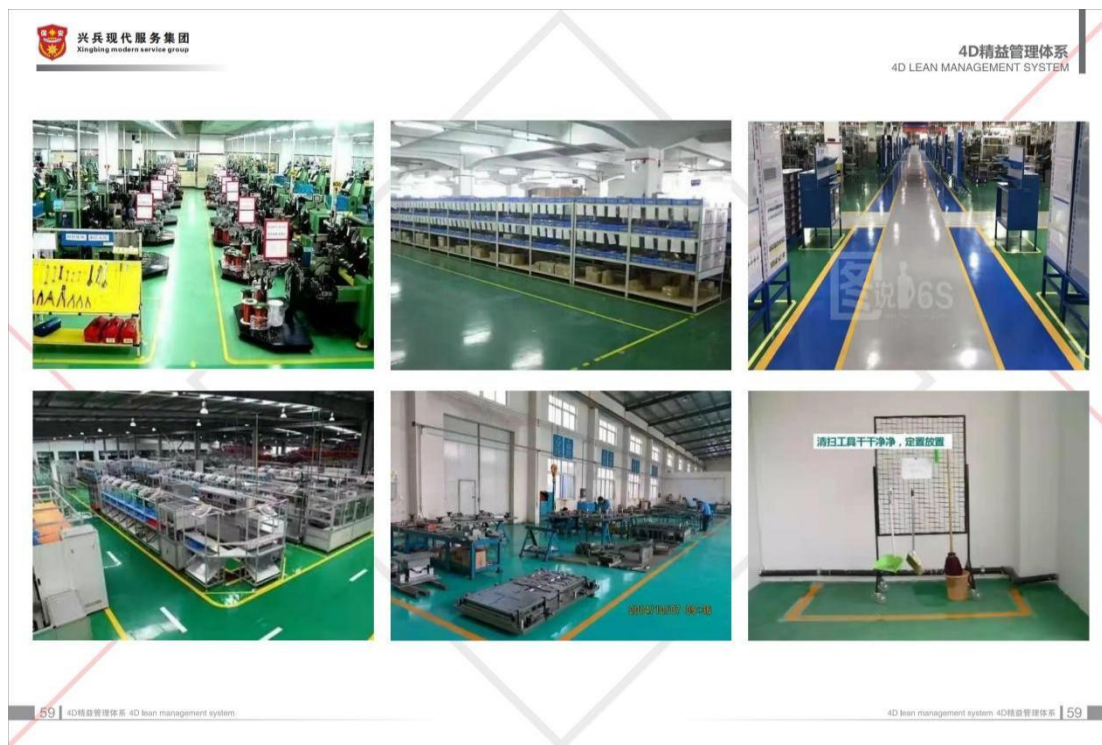 保 安
兴兵现代服务集团
Xingbing modern service group
4D精益管理体系
4D LEAN MANAGEMENT SYSTEM
图说6S
清扫工具干干净净，定置放置
59 4D精益管理体系 4D lean management system
4D lean management system 4D精益管理体系 59